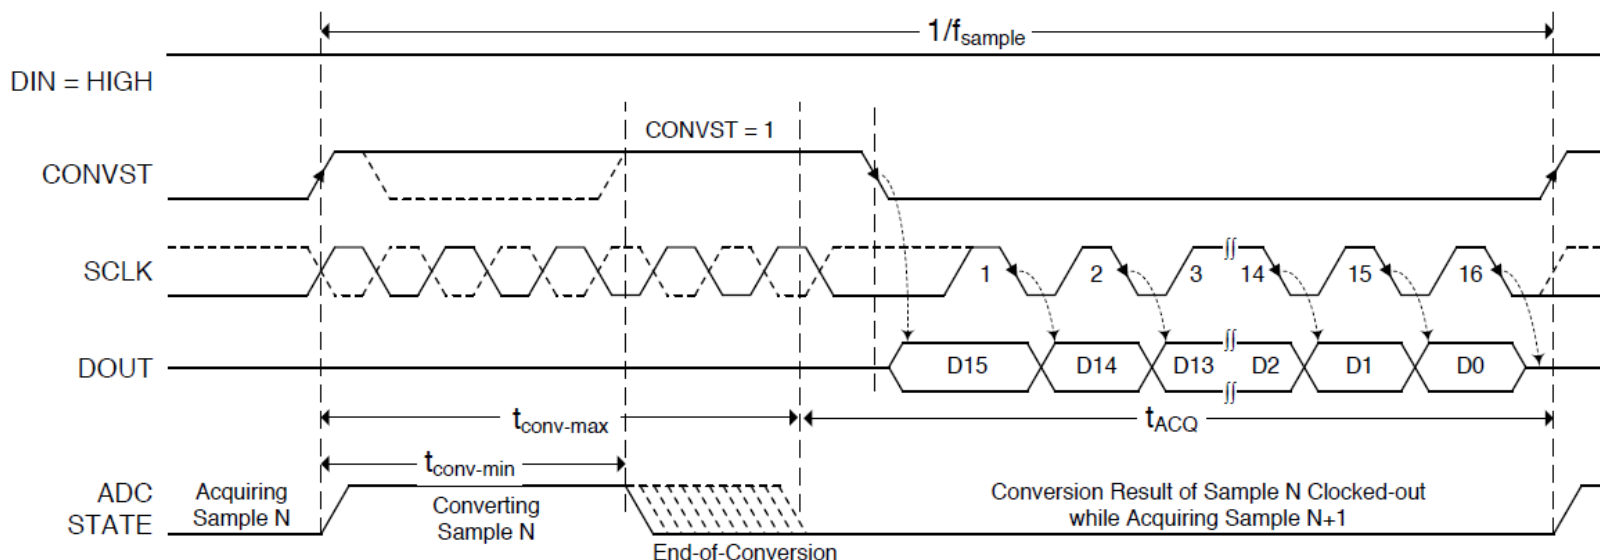 1/fsample
DIN = HIGH
CONVST = 1
CONVST
SCLK 1 2 3 14 15 16
DOUT D15 D14 D13 D2 D1 D0
tconv-max tACQ
tconv-min
ADC
STATE
Acquiring
Sample N
Converting
Sample N
End-of-Conversion
Conversion Result of Sample N Clocked-out
while Acquiring Sample N+1